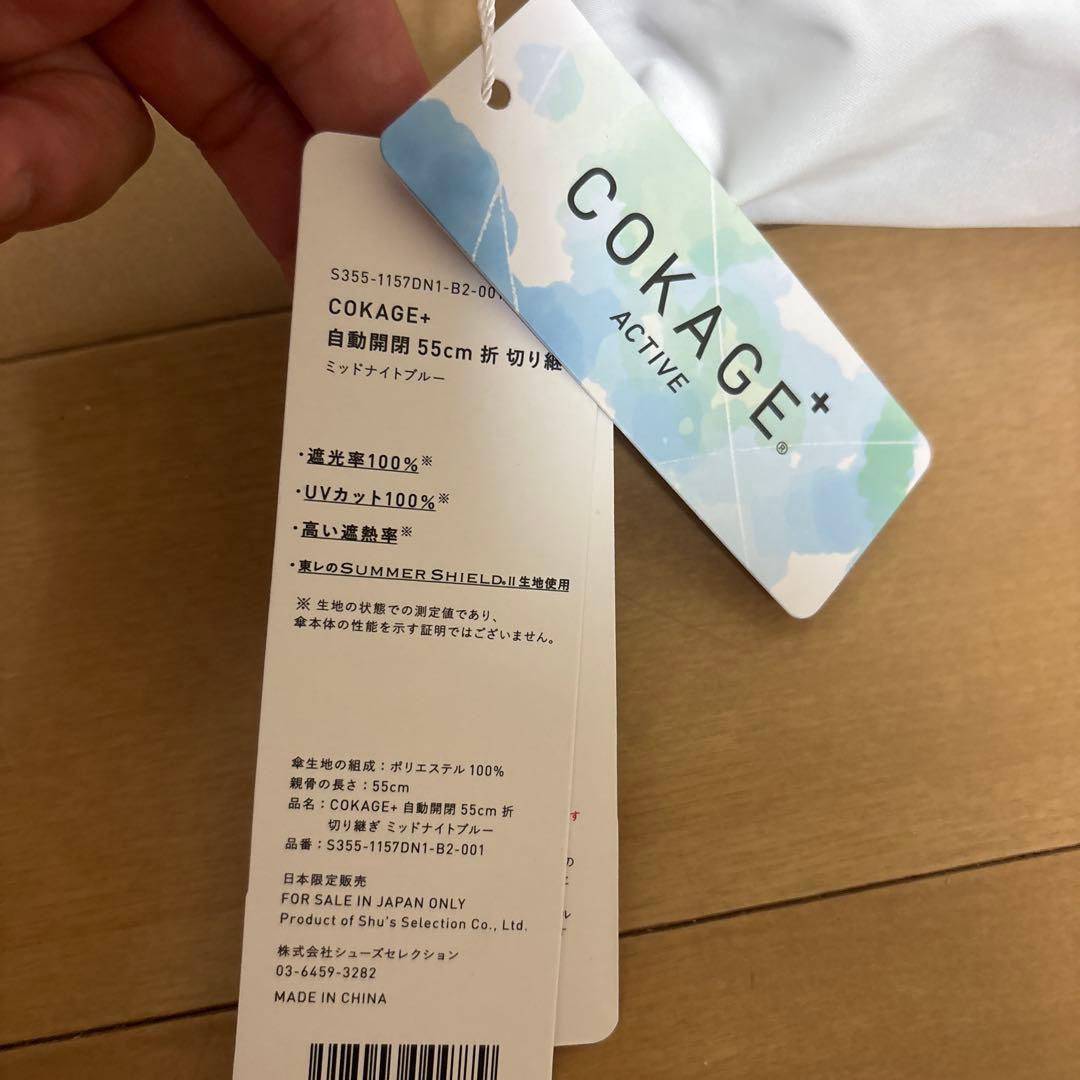 COKAGE+®
ACTIVE
S355-1157DN1-B2-001
COKAGE+
自動開閉 55cm 折 切り継
ミッドナイトブルー
・遮光率100%※
・UVカット100%※
・高い遮熱率※
・東レのSUMMER SHIELD®II生地使用
※ 生地の状態での測定値であり、
傘本体の性能を示す証明ではございません。
傘生地の組成：ポリエステル 100%
親骨の長さ：55cm
品名：COKAGE+ 自動開閉 55cm 折
切り継ぎ ミッドナイトブルー
品番：S355-1157DN1-B2-001
日本限定販売
FOR SALE IN JAPAN ONLY
Product of Shu's Selection Co., Ltd.
株式会社シューズセレクション
03-6459-3282
MADE IN CHINA
す
の